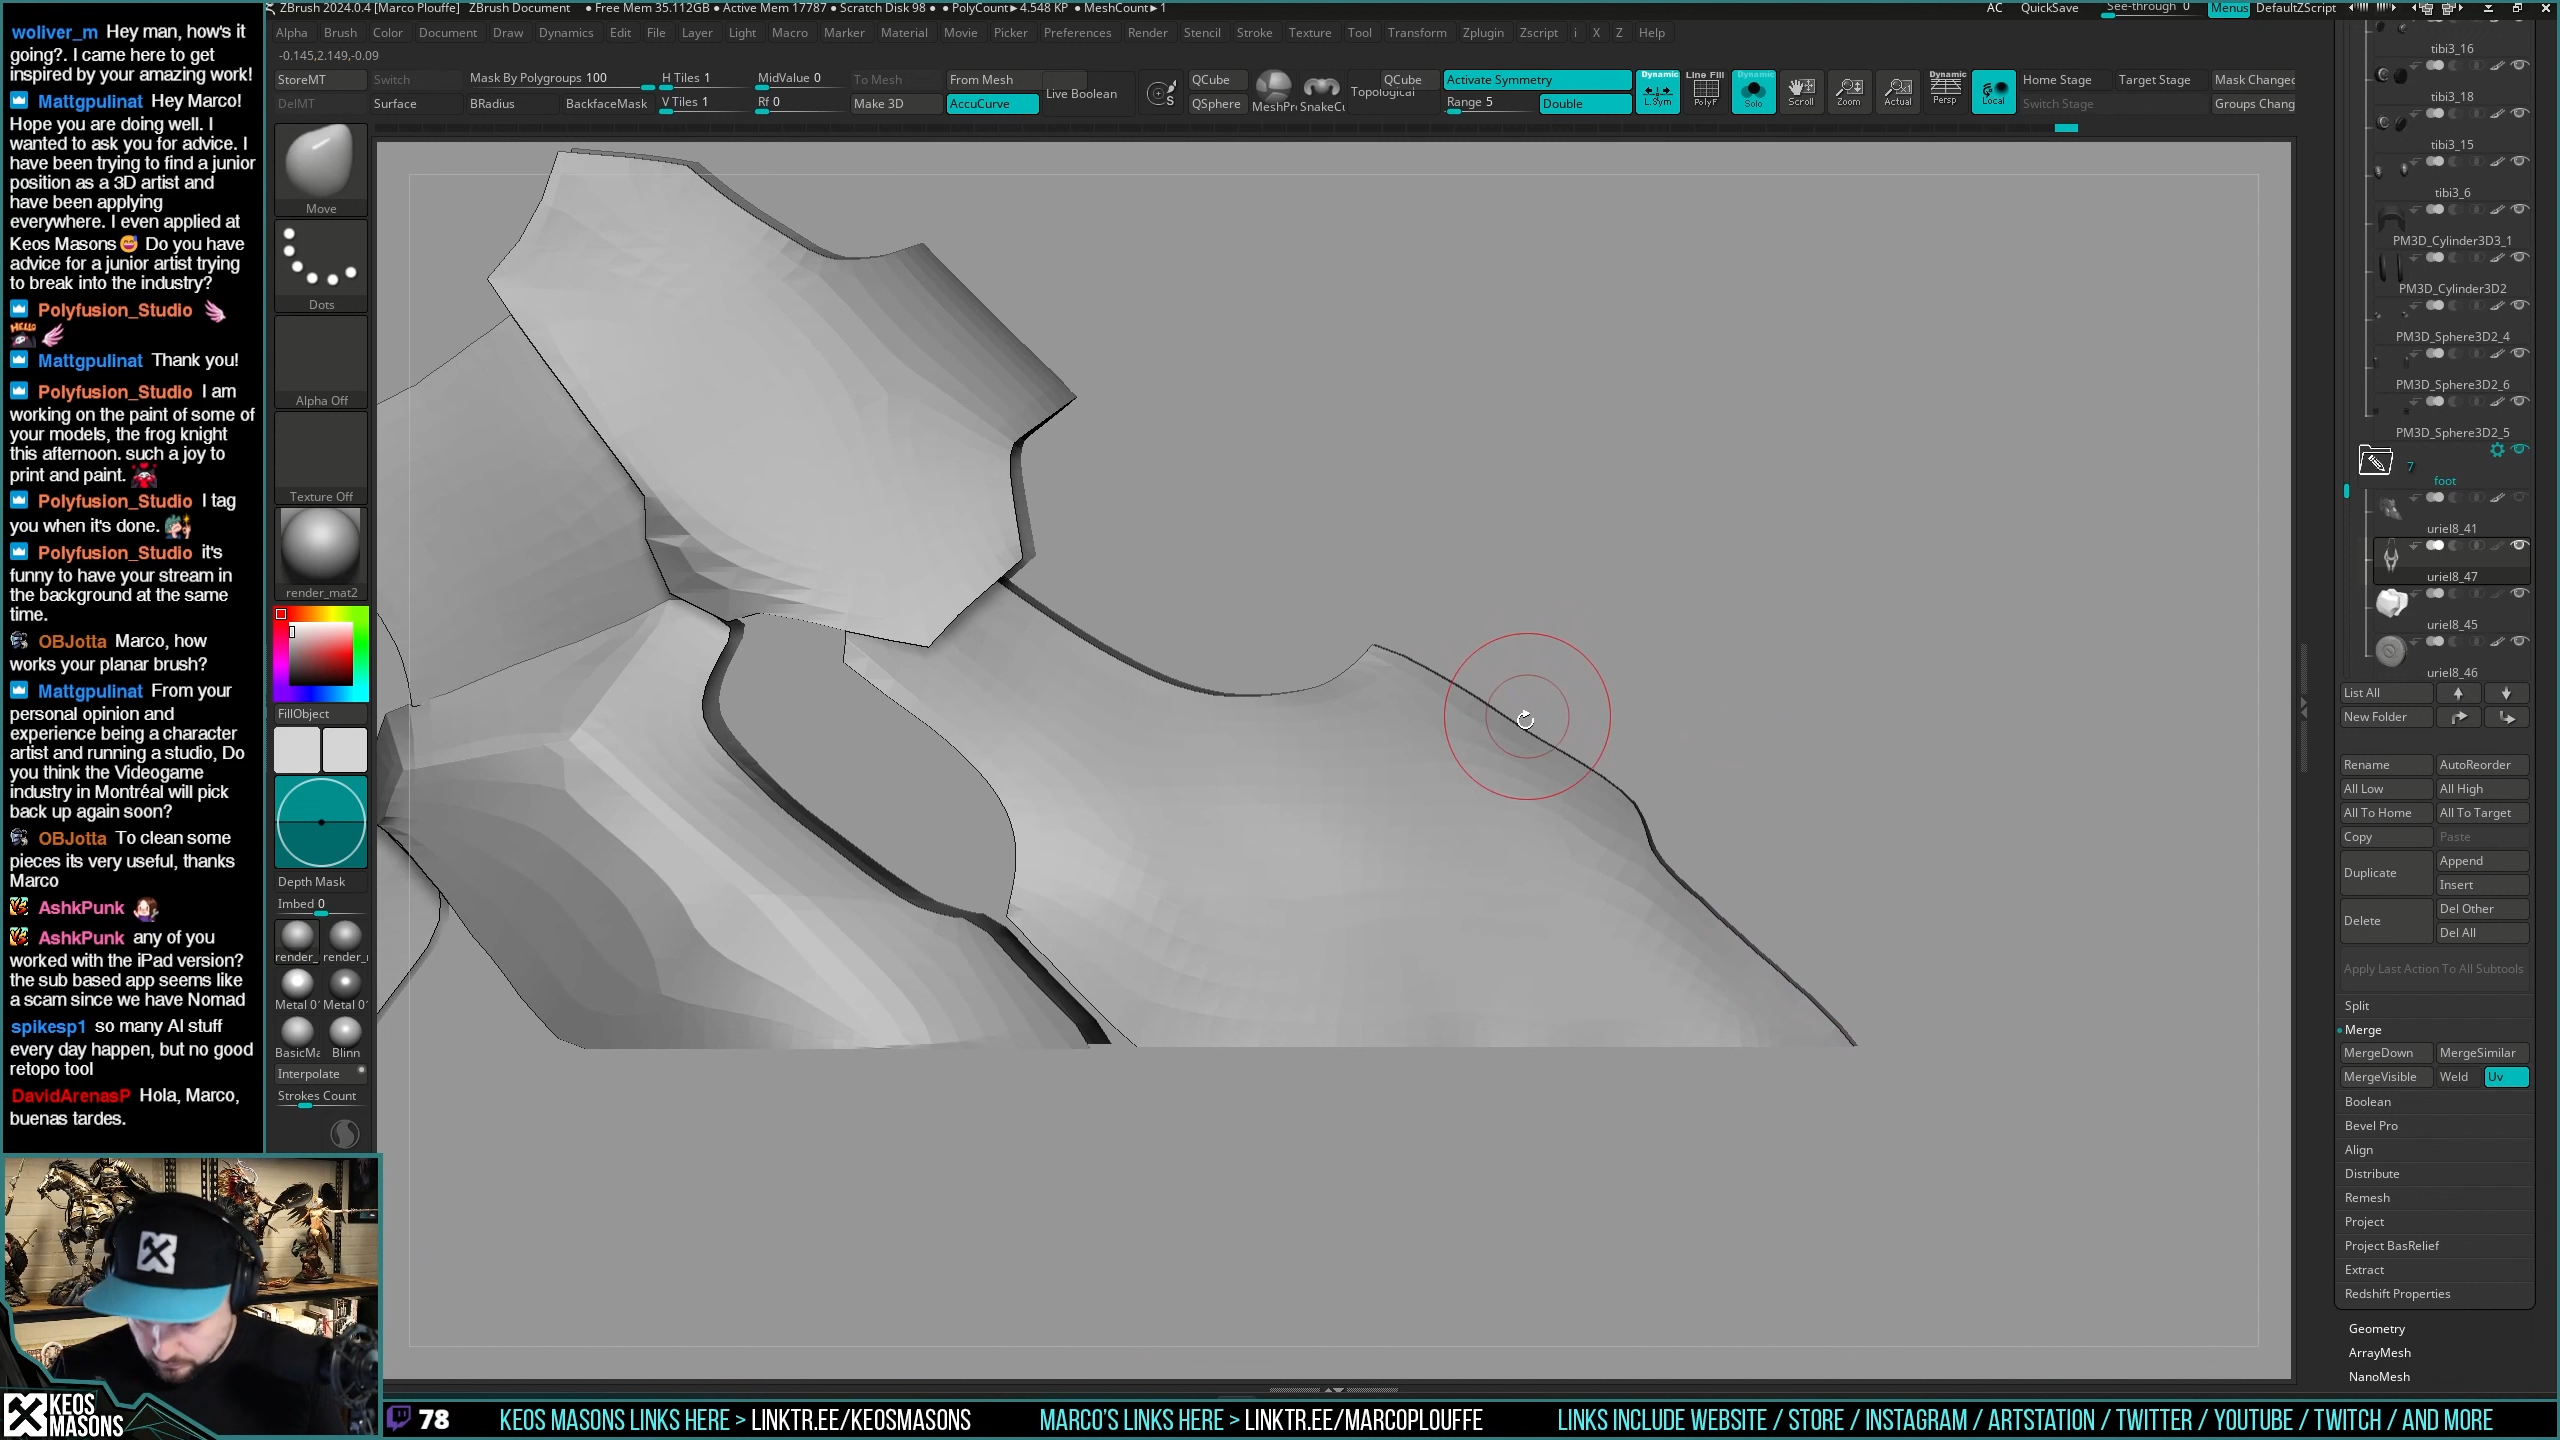 ZBrush 2024.0.4 [Marco Plouffe] ZBrush Document • Free Mem 35.112GB • Active Mem 17787 • Scratch Disk 98 • • PolyCount► 4.548 KP • MeshCount► 1
AC QuickSave See-through 0 Menus DefaultZScript
Alpha Brush Color Document Draw Dynamics Edit File Layer Light Macro Marker Material Movie Picker Preferences Render Stencil Stroke Texture Tool Transform Zplugin Zscript i X Z Help
-0.145,2.149,-0.09
StoreMT Switch Mask By Polygroups 100 H Tiles 1 MidValue 0 To Mesh From Mesh QCube QCube Activate Symmetry Dynamic Line Fill Dynamic Dynamic Home Stage Target Stage Mask Changed
DelMT Surface BRadius BackfaceMask V Tiles 1 Rf 0 Make 3D AccuCurve Live Boolean QSphere Topological Range 5 Double L.Sym PolyF Solo Scroll Zoom Actual Persp Local Switch Stage Groups Chang
woliver_m Hey man, how's it
going?. I came here to get
inspired by your amazing work!
Mattgpulinat Hey Marco!
Hope you are doing well. I
wanted to ask you for advice. I
have been trying to find a junior
position as a 3D artist and
have been applying
everywhere. I even applied at
Keos Masons Do you have
advice for a junior artist trying
to break into the industry?
Polyfusion_Studio
HELLO
Mattgpulinat Thank you!
Polyfusion_Studio I am
working on the paint of some of
your models, the frog knight
this afternoon. such a joy to
print and paint.
Polyfusion_Studio I tag
you when it's done.
Polyfusion_Studio it's
funny to have your stream in
the background at the same
time.
OBJotta Marco, how
works your planar brush?
Mattgpulinat From your
personal opinion and
experience being a character
artist and running a studio, Do
you think the Videogame
industry in Montréal will pick
back up again soon?
OBJotta To clean some
pieces its very useful, thanks
Marco
AshkPunk
AshkPunk any of you
worked with the iPad version?
the sub based app seems like
a scam since we have Nomad
spikesp1 so many AI stuff
every day happen, but no good
retopo tool
DavidArenasP Hola, Marco,
buenas tardes.
Move
Dots
Alpha Off
Texture Off
render_mat2
FillObject
Depth Mask
Imbed 0
render_
Metal 0
Metal 0
BasicMa Blinn
Interpolate
Strokes Count
tibi3_16
tibi3_18
tibi3_15
tibi3_6
PM3D_Cylinder3D3_1
PM3D_Cylinder3D2
PM3D_Sphere3D2_4
PM3D_Sphere3D2_6
PM3D_Sphere3D2_5
7
foot
uriel8_41
uriel8_47
uriel8_45
uriel8_46
List All
New Folder
Rename AutoReorder
All Low All High
All To Home All To Target
Copy Paste
Duplicate Append
Insert
Delete Del Other
Del All
Apply Last Action To All Subtools
Split
Merge
MergeDown MergeSimilar
MergeVisible Weld Uv
Boolean
Bevel Pro
Align
Distribute
Remesh
Project
Project BasRelief
Extract
Redshift Properties
Geometry
ArrayMesh
NanoMesh
KEOS
MASONS
78 KEOS MASONS LINKS HERE > LINKTR.EE/KEOSMASONS MARCO'S LINKS HERE > LINKTR.EE/MARCOPLOUFFE LINKS INCLUDE WEBSITE / STORE / INSTAGRAM / ARTSTATION / TWITTER / YOUTUBE / TWITCH / AND MORE